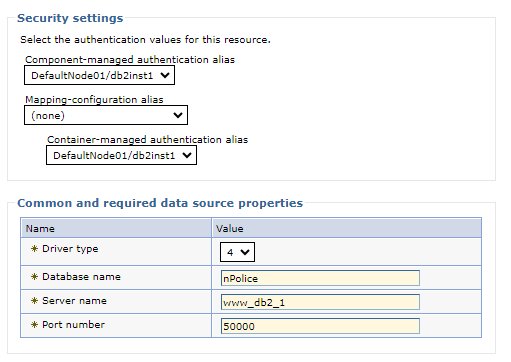 Security settings
Select the authentication values for this resource.
Component-managed authentication alias
DefaultNode01/db2inst1
Mapping-configuration alias
(none)
Container-managed authentication alias
DefaultNode01/db2inst1
Common and required data source properties
Name Value
* Driver type 4
* Database name nPolice
* Server name www_db2_1
* Port number 50000